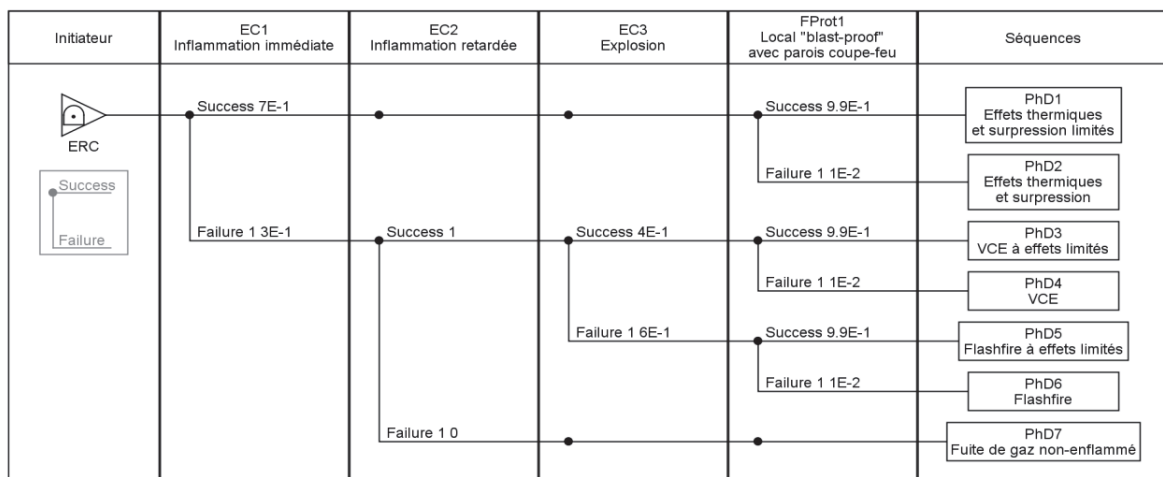 Initiateur
EC1
Inflammation immédiate
EC2
Inflammation retardée
EC3
Explosion
FProt1
Local "blast-proof"
avec parois coupe-feu
Séquences
ERC
Success
Failure
Success 7E-1
Success 9.9E-1
PhD1
Effets thermiques
et surpression limités
Failure 1 1E-2
PhD2
Effets thermiques
et surpression
Failure 1 3E-1
Success 1
Success 4E-1
Success 9.9E-1
PhD3
VCE à effets limités
Failure 1 1E-2
PhD4
VCE
Failure 1 6E-1
Success 9.9E-1
PhD5
Flashfire à effets limités
Failure 1 1E-2
PhD6
Flashfire
Failure 1 0
PhD7
Fuite de gaz non-enflammé